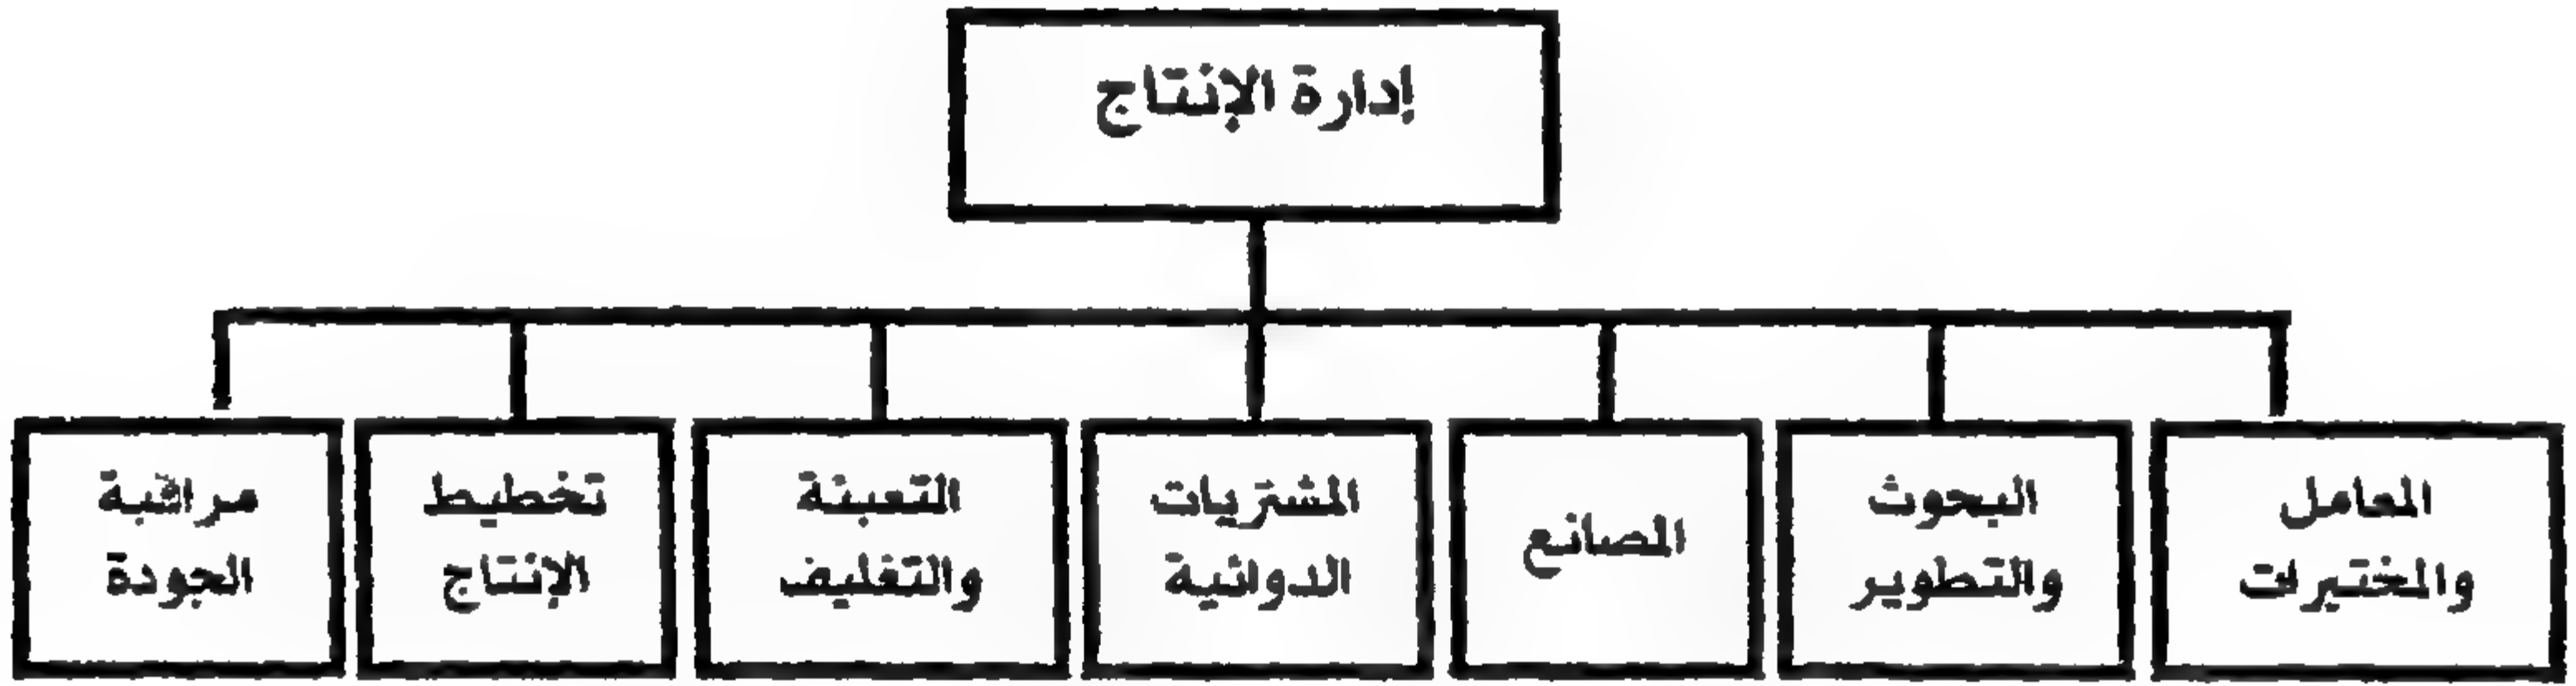 إدارة الإنتاج
المعامل
والمختبرات
البحوث
والتطوير
المصانع
المشتريات
الدوائية
التعبئة
والتغليف
تخطيط
الإنتاج
مراقبة
الجودة